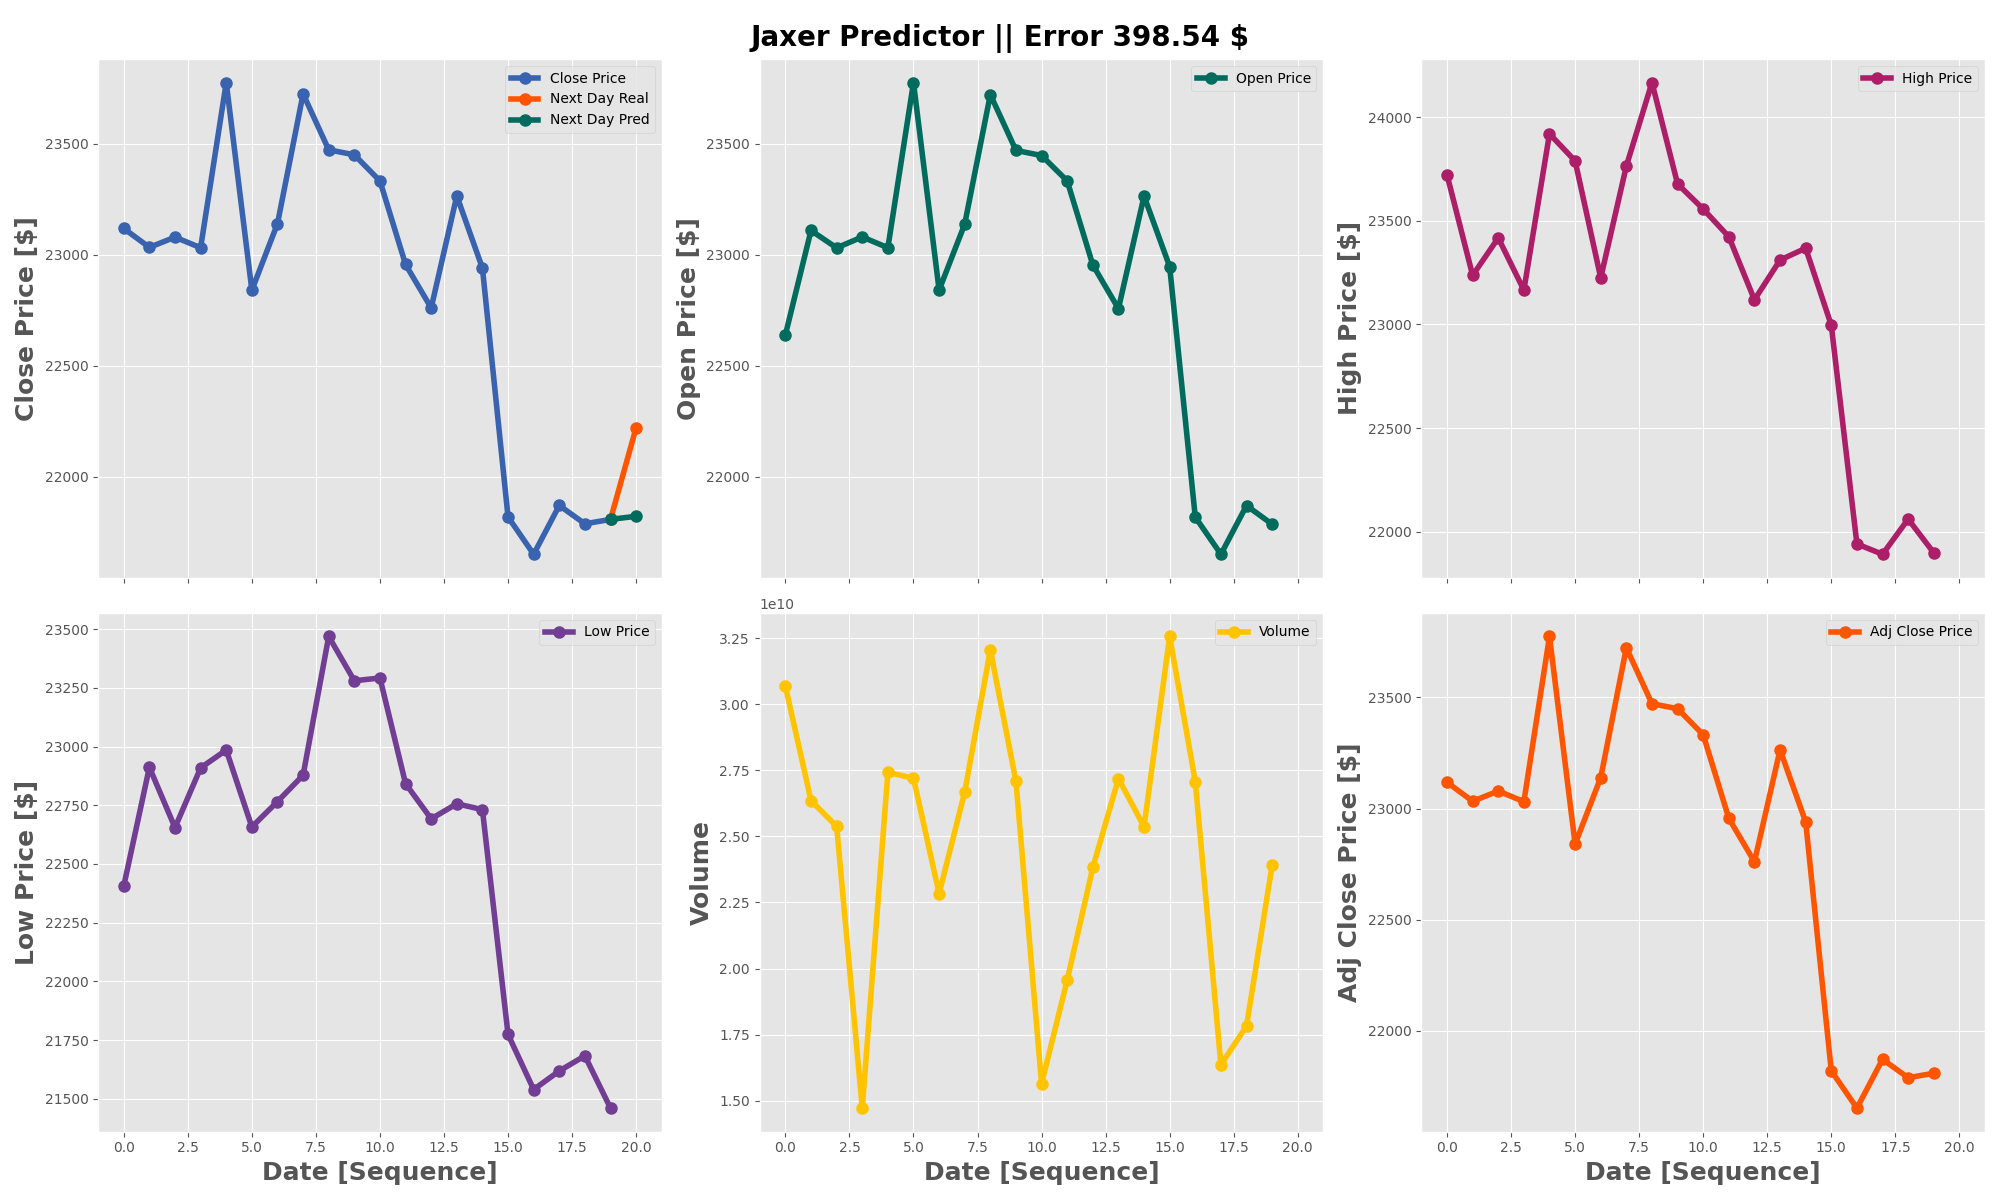 Jaxer Predictor || Error 398.54 $
Close Price
Next Day Real
Next Day Pred
23500
23000
22500
22000
Close Price [$]
Open Price
23500
23000
22500
22000
Open Price [$]
High Price
24000
23500
23000
22500
22000
High Price [$]
Low Price
23500
23250
23000
22750
22500
22250
22000
21750
21500
Low Price [$]
0.0 2.5 5.0 7.5 10.0 12.5 15.0 17.5 20.0
Date [Sequence]
1e10
Volume
3.25
3.00
2.75
2.50
2.25
2.00
1.75
1.50
Volume
0.0 2.5 5.0 7.5 10.0 12.5 15.0 17.5 20.0
Date [Sequence]
Adj Close Price
23500
23000
22500
22000
Adj Close Price [$]
0.0 2.5 5.0 7.5 10.0 12.5 15.0 17.5 20.0
Date [Sequence]